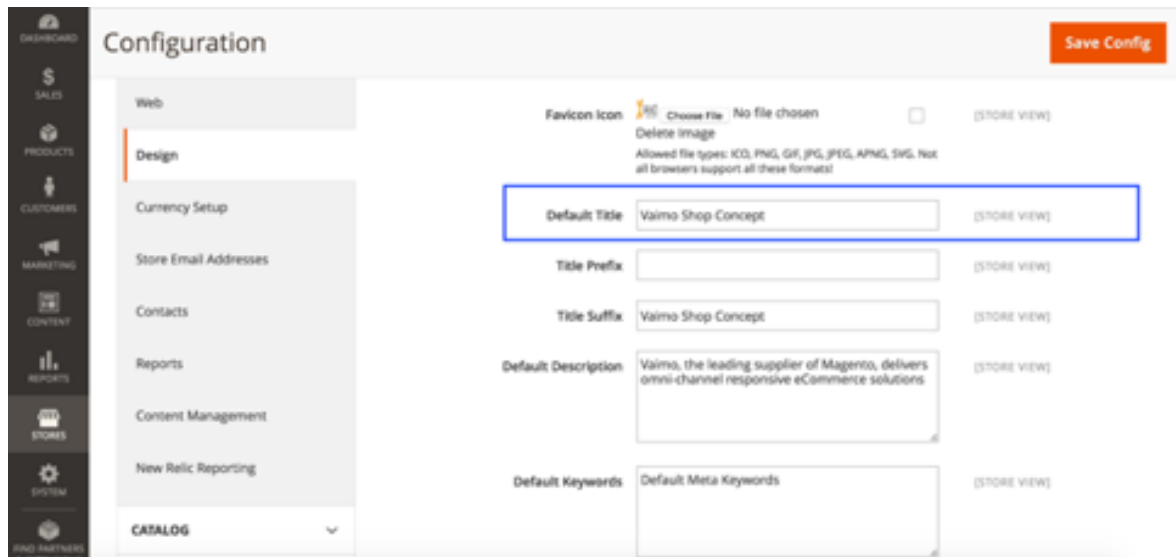 DASHBOARD
SALES
PRODUCTS
CUSTOMERS
MARKETING
CONTENT
REPORTS
STORES
SYSTEM
FIND PARTNERS
Configuration
Save Config
Web
Design
Currency Setup
Store Email Addresses
Contacts
Reports
Content Management
New Relic Reporting
CATALOG
Favicon Icon Choose File No file chosen [STORE VIEW]
Delete Image
Allowed file types: ICO, PNG, GIF, JPG, JPEG, APNG, SVG. Not
all browsers support all these formats!
Default Title Vaimo Shop Concept [STORE VIEW]
Title Prefix [STORE VIEW]
Title Suffix Vaimo Shop Concept [STORE VIEW]
Default Description Vaimo, the leading supplier of Magento, delivers [STORE VIEW]
omni-channel responsive eCommerce solutions
Default Keywords Default Meta Keywords [STORE VIEW]